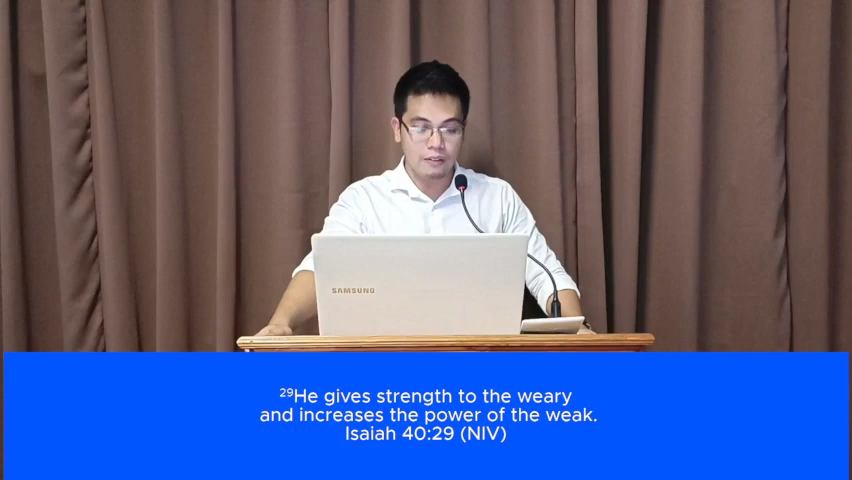 SAMSUNG
²⁹He gives strength to the weary
and increases the power of the weak.
Isaiah 40:29 (NIV)